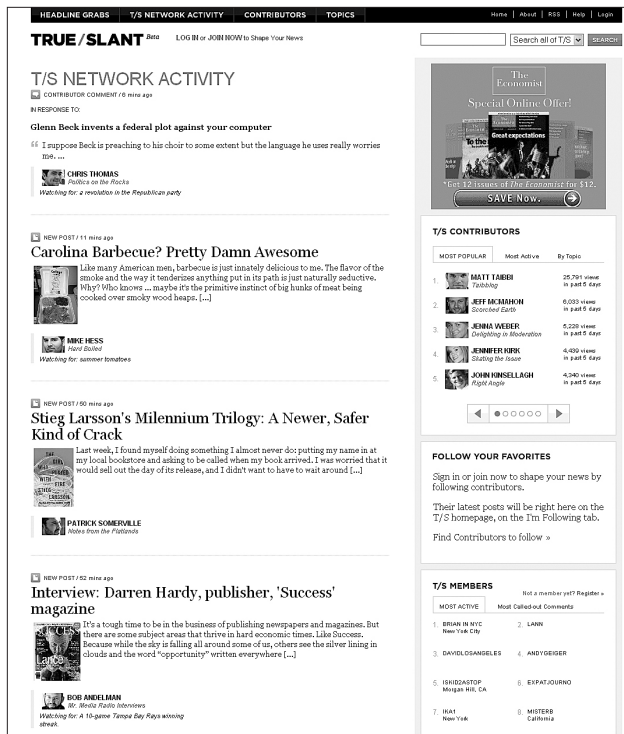 HEADLINE GRABS T/S NETWORK ACTIVITY CONTRIBUTORS TOPICS Home | About | RSS | Help | Login
TRUE/SLANT Beta LOG IN or JOIN NOW to Shape Your News Search all of T/S SEARCH
T/S NETWORK ACTIVITY
CONTRIBUTOR COMMENT / 6 mins ago
IN RESPONSE TO:
Glenn Beck invents a federal plot against your computer
“ I suppose Beck is preaching to his choir to some extent but the language he uses really worries
me. ...
CHRIS THOMAS
Politics on the Rocks
Watching for: a revolution in the Republican party
NEW POST / 11 mins ago
Carolina Barbecue? Pretty Damn Awesome
Like many American men, barbecue is just innately delicious to me. The flavor of the
smoke and the way it tenderizes anything put in its path is just naturally seductive.
Why? Who knows ... maybe it's the primitive instinct of big hunks of meat being
cooked over smoky wood heaps. [...]
MIKE HESS
Hard Boiled
Watching for: summer tomatoes
NEW POST / 50 mins ago
Stieg Larsson's Milennium Trilogy: A Newer, Safer
Kind of Crack
THE GIRL
WHO PLAYED
WITH FIRE
STIEG LARSSON
Last week, I found myself doing something I almost never do: putting my name in at
my local bookstore and asking to be called when my book arrived. I was worried that it
would sell out the day of its release, and I didn't want to have to wait around [...]
PATRICK SOMERVILLE
Notes from the Flatlands
NEW POST / 52 mins ago
Interview: Darren Hardy, publisher, 'Success'
magazine
SUCCESS
Lance
It's a tough time to be in the business of publishing newspapers and magazines. But
there are some subject areas that thrive in hard economic times. Like Success.
Because while the sky is falling all around some of us, others see the silver lining in
clouds and the word “opportunity” written everywhere [...]
BOB ANDELMAN
Mr. Media Radio Interviews
Watching for: A 10-game Tampa Bay Rays winning
streak.
The
Economist
Special Online Offer!
Great expectations
*Get 12 issues of The Economist for $12.
SAVE Now.
T/S CONTRIBUTORS
MOST POPULAR Most Active By Topic
1. MATT TAIBBI 25,791 views
Taibblog in past 5 days
2. JEFF MCMAHON 6,033 views
Scorched Earth in past 5 days
3. JENNA WEBER 5,228 views
Delighting in Moderation in past 5 days
4. JENNIFER KIRK 4,439 views
Skating the Issue in past 5 days
5. JOHN KINSELLAGH 4,340 views
Right Angle in past 5 days
FOLLOW YOUR FAVORITES
Sign in or join now to shape your news by
following contributors.
Their latest posts will be right here on the
T/S homepage, on the I'm Following tab.
Find Contributors to follow »
T/S MEMBERS
Not a member yet? Register »
MOST ACTIVE Most Called-out Comments
1. BRIAN IN NYC 2. LANN
New York City
3. DAVIDLOSANGELES 4. ANDYGEIGER
5. ISKID2ASTOP 6. EXPATJOURNO
Morgan Hill, CA
7. IKA1 8. MISTERB
New York California